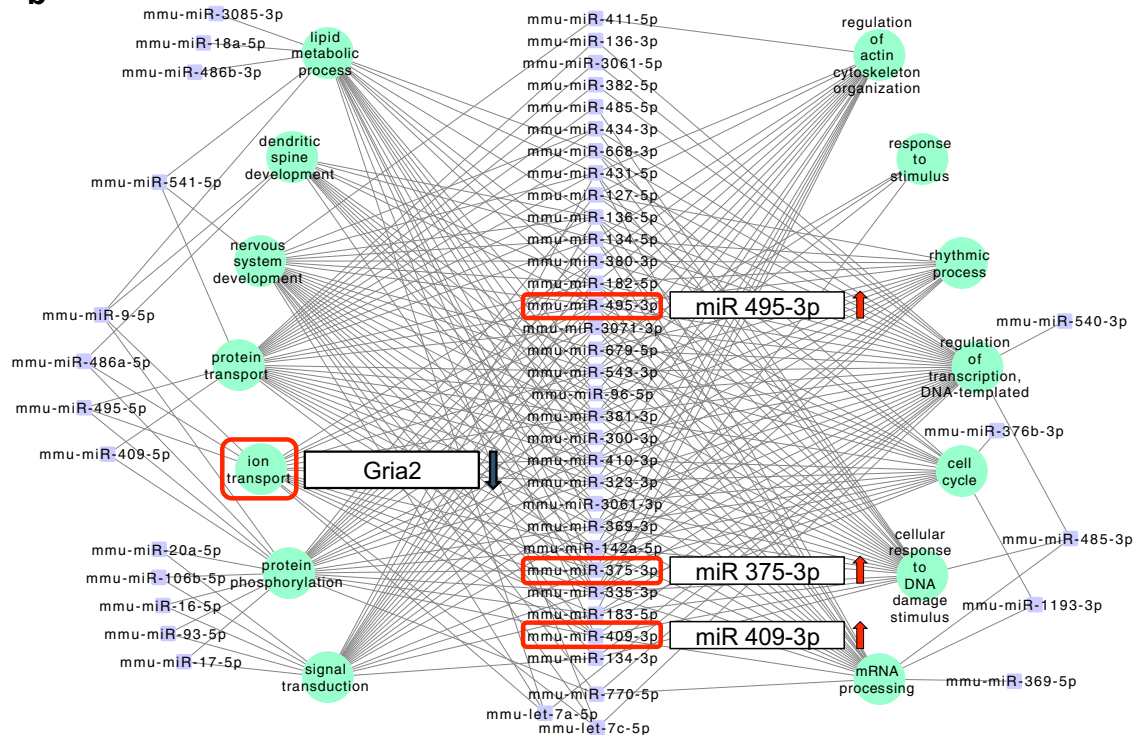 b
mmu-miR-3085-3p
mmu-miR-18a-5p
mmu-miR-486b-3p
lipid
metabolic
process
dendritic
spine
development
mmu-miR-541-5p
nervous
system
development
mmu-miR-9-5p
protein
transport
mmu-miR-486a-5p
mmu-miR-495-5p
mmu-miR-409-5p
ion
transport
Gria2
mmu-miR-20a-5p
mmu-miR-106b-5p
mmu-miR-16-5p
mmu-miR-93-5p
mmu-miR-17-5p
protein
phosphorylation
signal
transduction
mmu-miR-411-5p
mmu-miR-136-3p
mmu-miR-3061-5p
mmu-miR-382-5p
mmu-miR-485-5p
mmu-miR-434-3p
mmu-miR-668-3p
mmu-miR-431-5p
mmu-miR-127-5p
mmu-miR-136-5p
mmu-miR-134-5p
mmu-miR-380-3p
mmu-miR-182-5p
mmu-miR-495-3p
miR 495-3p
mmu-miR-3071-3p
mmu-miR-679-5p
mmu-miR-543-3p
mmu-miR-96-5p
mmu-miR-381-3p
mmu-miR-300-3p
mmu-miR-410-3p
mmu-miR-323-3p
mmu-miR-3061-3p
mmu-miR-369-3p
mmu-miR-142a-5p
mmu-miR-375-3p
miR 375-3p
mmu-miR-335-3p
mmu-miR-183-5p
mmu-miR-409-3p
miR 409-3p
mmu-miR-134-3p
mmu-miR-770-5p
mmu-let-7a-5p
mmu-let-7c-5p
regulation
of
actin
cytoskeleton
organization
response
to
stimulus
rhythmic
process
mmu-miR-540-3p
regulation
of
transcription,
DNA-templated
mmu-miR-376b-3p
cell
cycle
mmu-miR-485-3p
cellular
response
to
DNA
damage
stimulus
mmu-miR-1193-3p
mRNA
processing
mmu-miR-369-5p